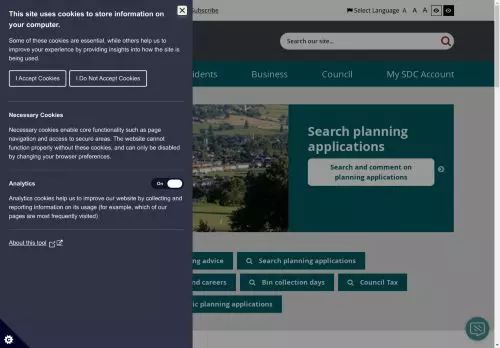 This site uses cookies to store information on
your computer.
Some of these cookies are essential, while others help us to
improve your experience by providing insights into how the site is
being used.
I Accept Cookies
I Do Not Accept Cookies
Necessary Cookies
Necessary cookies enable core functionality such as page
navigation and access to secure areas. The website cannot
function properly without these cookies, and can only be disabled
by changing your browser preferences.
Analytics
On
Analytics cookies help us to improve our website by collecting and
reporting information on its usage (for example, which of our
pages are most frequently visited)
About this tool
Subscribe
Select Language A A A
Search our site...
idents Business Council My SDC Account
Search planning
applications
Search and comment on
planning applications
ng advice
Search planning applications
nd careers
Bin collection days
Council Tax
ic planning applications